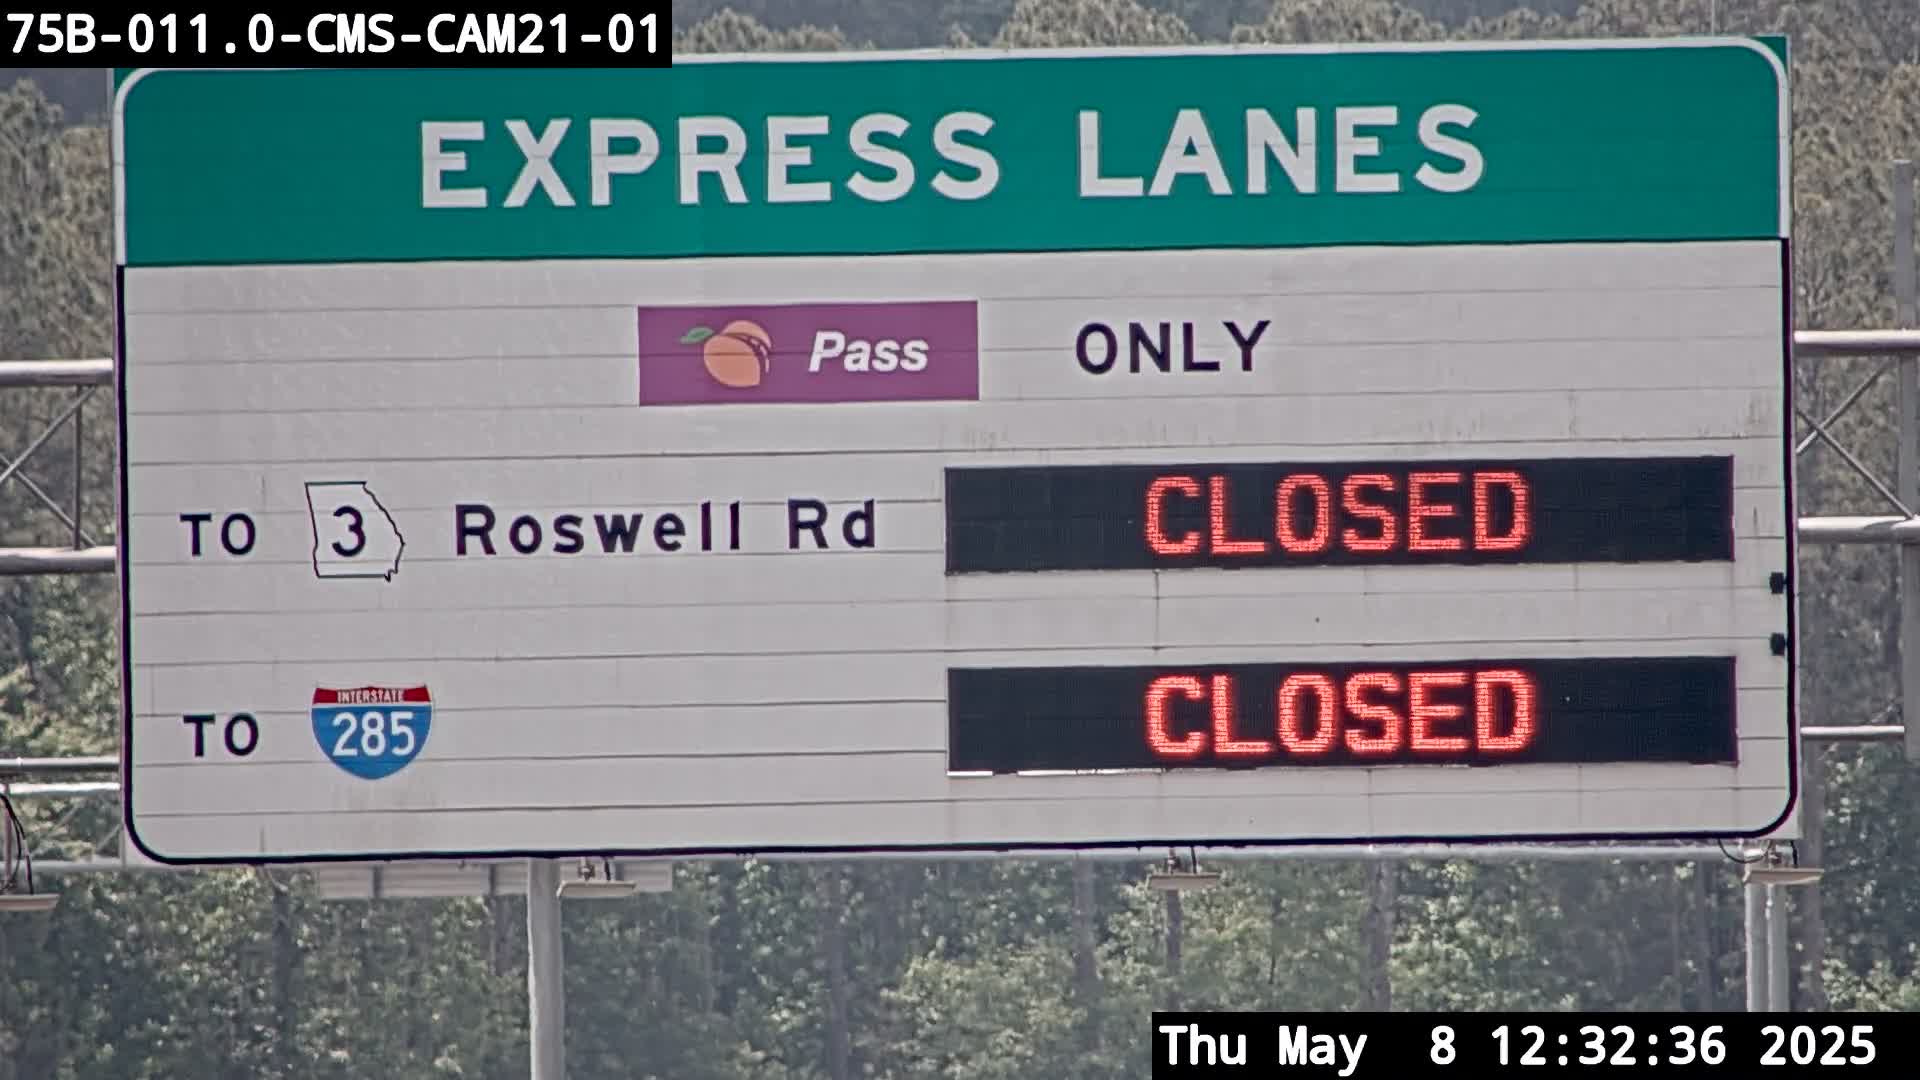 75B-011.0-CMS-CAM21-01
EXPRESS LANES
Pass ONLY
TO 3 Roswell Rd CLOSED
INTERSTATE
TO 285 CLOSED
Thu May 8 12:32:36 2025